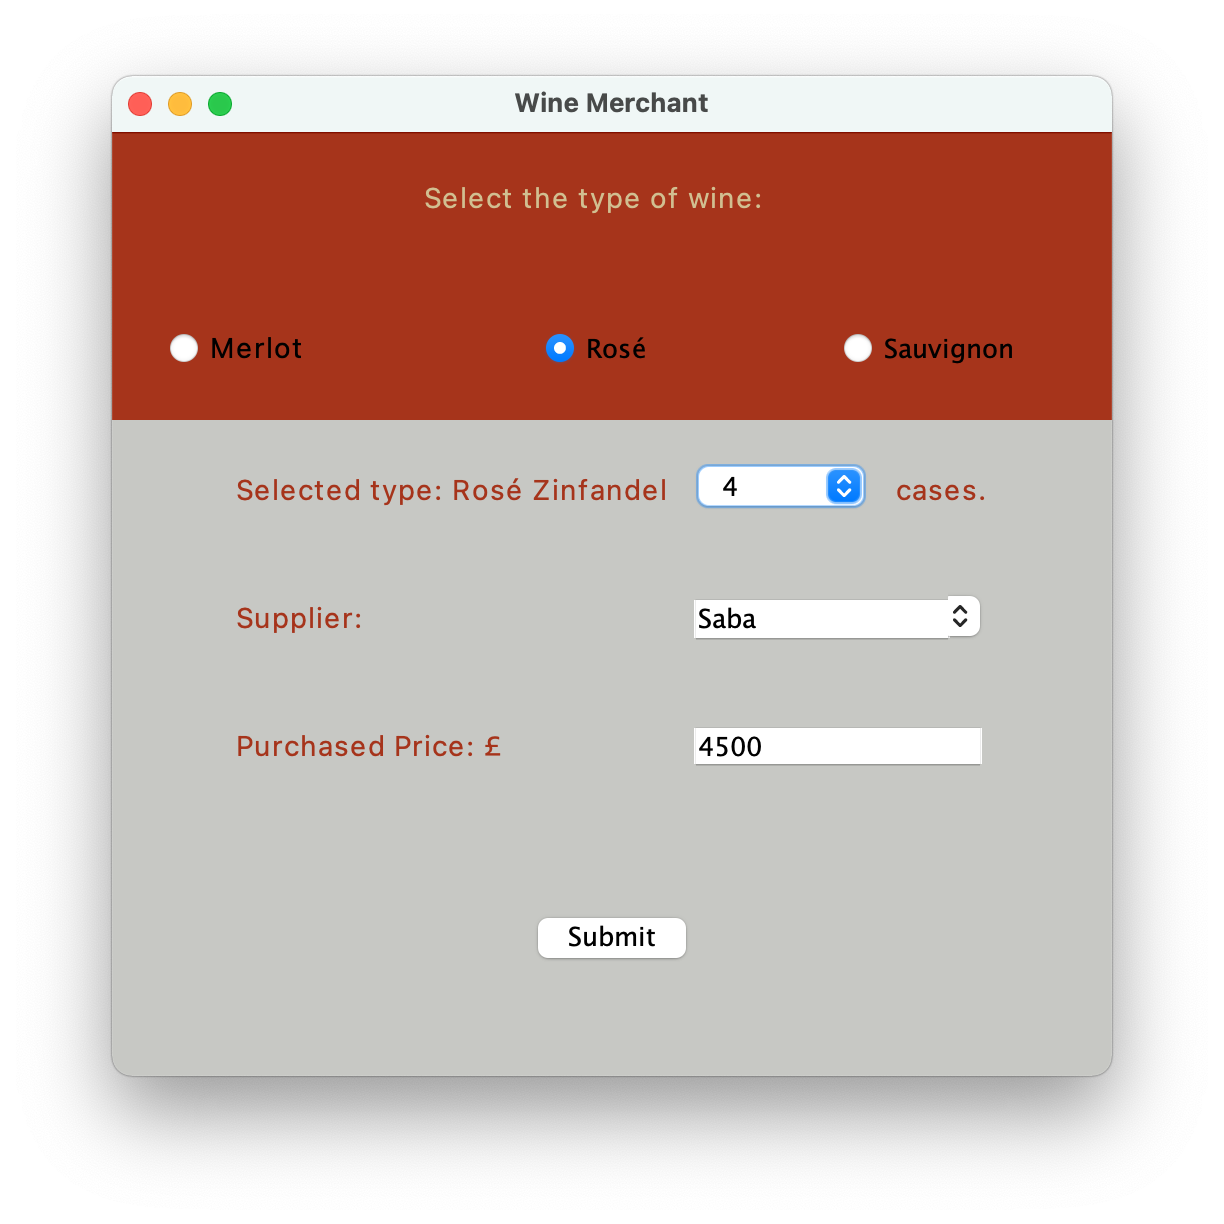 Wine Merchant
Select the type of wine:
Merlot Rosé Sauvignon
Selected type: Rosé Zinfandel 4 cases.
Supplier: Saba
Purchased Price: £ 4500
Submit